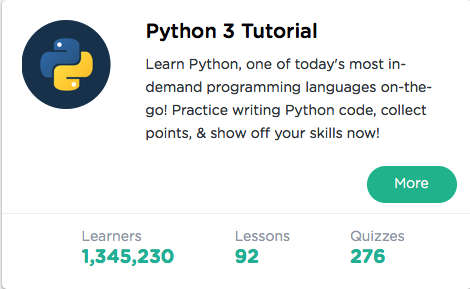 Python 3 Tutorial
Learn Python, one of today's most in-
demand programming languages on-the-
go! Practice writing Python code, collect
points, & show off your skills now!
More
Learners Lessons Quizzes
1,345,230 92 276